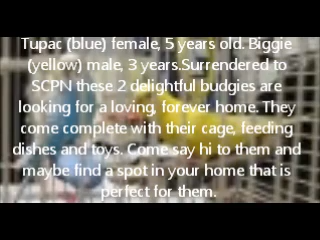 Tupac (blue) female, 5 years old. Biggie
(yellow) male, 3 years.Surrendered to
SCPN these 2 delightful budgies are
looking for a loving, forever home. They
come complete with their cage, feeding
dishes and toys. Come say hi to them and
maybe find a spot in your home that is
perfect for them.